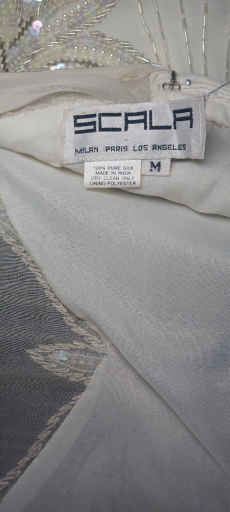 SCALA
MILAN PARIS LOS ANGELES
M
100% PURE SILK
MADE IN INDIA
DRY CLEAN ONLY
LINING-POLYESTER